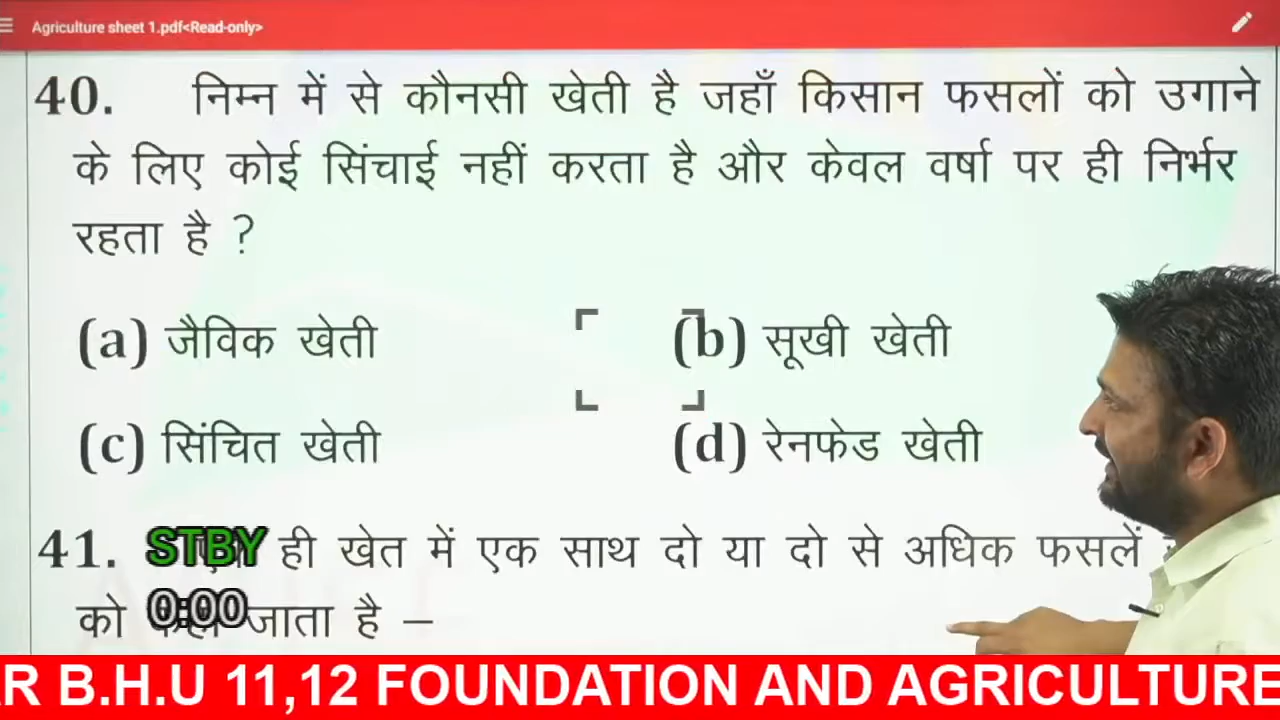 Agriculture sheet 1.pdf<Read-only>
40. निम्न में से कौनसी खेती है जहाँ किसान फसलों को उगाने
के लिए कोई सिंचाई नहीं करता है और केवल वर्षा पर ही निर्भर
रहता है ?
(a) जैविक खेती (b) सूखी खेती
(c) सिंचित खेती (d) रेनफेड खेती
41. ही खेत में एक साथ दो या दो से अधिक फसलें
STBY
को जाता है –
0:00
R B.H.U 11,12 FOUNDATION AND AGRICULTURE